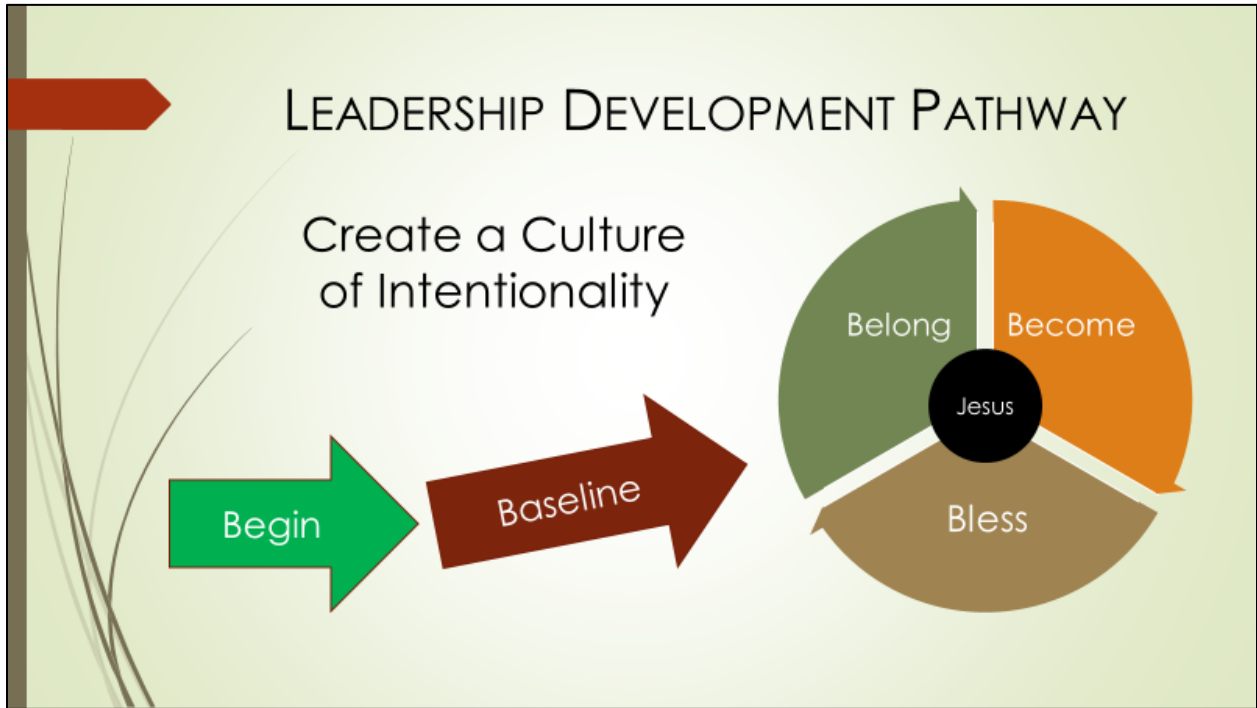 LEADERSHIP DEVELOPMENT PATHWAY
Create a Culture
of Intentionality
Belong
Become
Jesus
Begin
Baseline
Bless